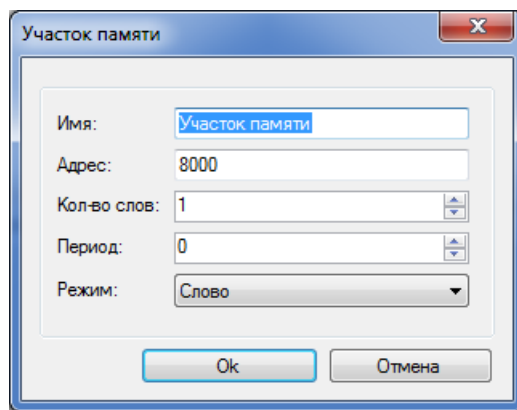 Участок памяти
Имя: Участок памяти
Адрес: 8000
Кол-во слов: 1
Период: 0
Режим: Слово
Ok Отмена